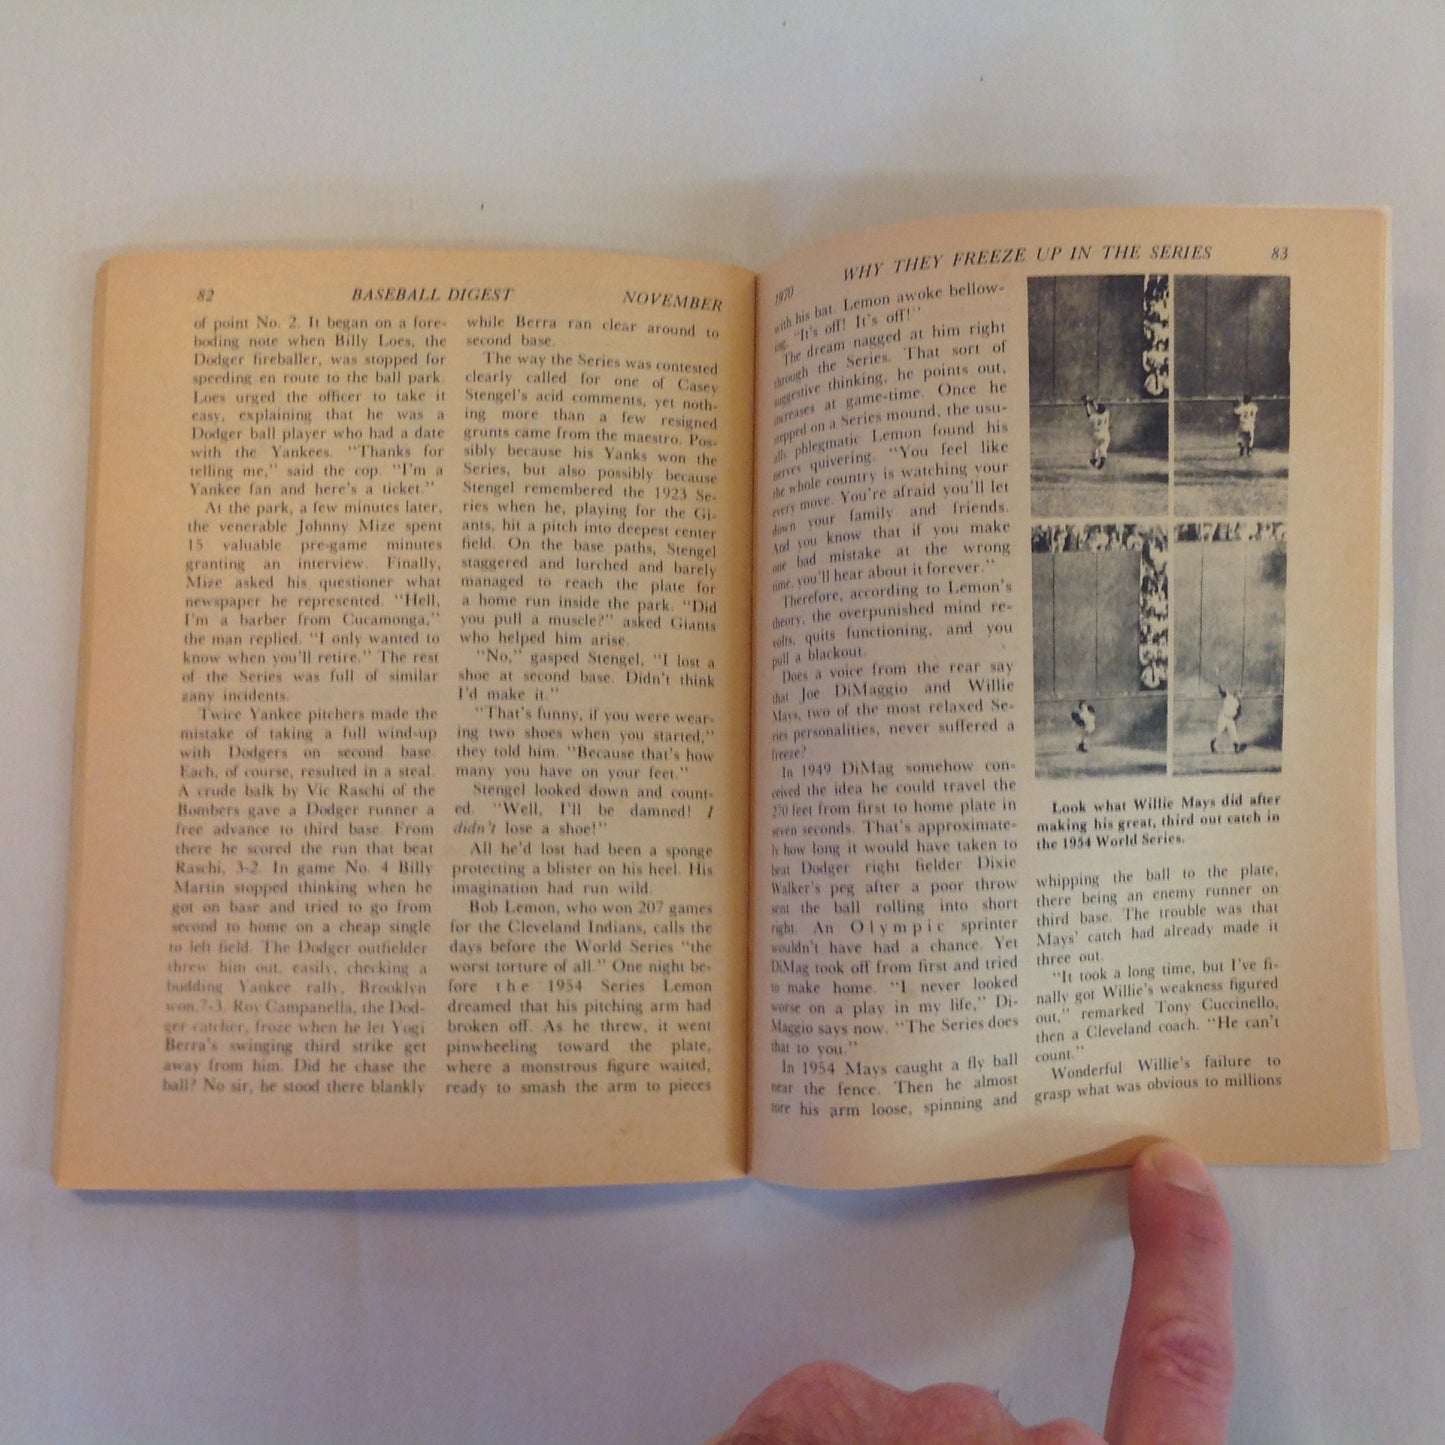 82 BASEBALL DIGEST NOVEMBER
of point No. 2. It began on a fore-
boding note when Billy Loes, the
Dodger fireballer, was stopped for
speeding en route to the ball park.
Loes urged the officer to take it
easy, explaining that he was a
Dodger ball player who had a date
with the Yankees. "Thanks for
telling me," said the cop. "I'm a
Yankee fan and here's a ticket."
At the park, a few minutes later,
the venerable Johnny Mize spent
15 valuable pre-game minutes
granting an interview. Finally,
Mize asked his questioner what
newspaper he represented. "Hell,
I'm a barber from Cucamonga,"
the man replied. "I only wanted to
know when you'll retire." The rest
of the Series was full of similar
zany incidents.
Twice Yankee pitchers made the
mistake of taking a full wind-up
with Dodgers on second base.
Each, of course, resulted in a steal.
A crude balk by Vic Raschi of the
Bombers gave a Dodger runner a
free advance to third base. From
there he scored the run that beat
Raschi, 3-2. In game No. 4 Billy
Martin stopped thinking when he
got on base and tried to go from
second to home on a cheap single
to left field. The Dodger outfielder
threw him out, easily, checking a
budding Yankee rally, Brooklyn
won, 7-3. Roy Campanella, the Dod-
ger catcher, froze when he let Yogi
Berra's swinging third strike get
away from him. Did he chase the
ball? No sir, he stood there blankly
while Berra ran clear around to
second base.
The way the Series was contested
clearly called for one of Casey
Stengel's acid comments, yet noth-
ing more than a few resigned
grunts came from the maestro. Pos-
sibly because his Yanks won the
Series, but also possibly because
Stengel remembered the 1923 Se-
ries when he, playing for the Gi-
ants, hit a pitch into deepest center
field. On the base paths, Stengel
staggered and lurched and barely
managed to reach the plate for
a home run inside the park. "Did
you pull a muscle?" asked Giants
who helped him arise.
"No," gasped Stengel, "I lost a
shoe at second base. Didn't think
I'd make it."
"That's funny, if you were wear-
ing two shoes when you started,"
they told him. "Because that's how
many you have on your feet."
Stengel looked down and count-
ed. "Well, I'll be damned! I
didn't lose a shoe!"
All he'd lost had been a sponge
protecting a blister on his heel. His
imagination had run wild.
Bob Lemon, who won 207 games
for the Cleveland Indians, calls the
days before the World Series "the
worst torture of all." One night be-
fore the 1954 Series Lemon
dreamed that his pitching arm had
broken off. As he threw, it went
pinwheeling toward the plate,
where a monstrous figure waited,
ready to smash the arm to pieces
1970 WHY THEY FREEZE UP IN THE SERIES 83
with his bat. Lemon awoke bellow-
ing, "It's off! It's off!"
The dream nagged at him right
through the Series. That sort of
suggestive thinking, he points out,
increases at game-time. Once he
stepped on a Series mound, the usu-
ally phlegmatic Lemon found his
nerves quivering. "You feel like
the whole country is watching your
every move. You're afraid you'll let
down your family and friends.
And you know that if you make
one bad mistake at the wrong
time, you'll hear about it forever."
Therefore, according to Lemon's
theory, the overpunished mind re-
volts, quits functioning, and you
pull a blackout.
Does a voice from the rear say
that Joe DiMaggio and Willie
Mays, two of the most relaxed Se-
ries personalities, never suffered a
freeze?
In 1949 DiMag somehow con-
ceived the idea he could travel the
270 feet from first to home plate in
seven seconds. That's approximate-
ly how long it would have taken to
beat Dodger right fielder Dixie
Walker's peg after a poor throw
sent the ball rolling into short
right. An Olympic sprinter
wouldn't have had a chance. Yet
DiMag took off from first and tried
to make home. "I never looked
worse on a play in my life," Di-
Maggio says now. "The Series does
that to you."
In 1954 Mays caught a fly ball
near the fence. Then he almost
tore his arm loose, spinning and
24
Look what Willie Mays did after
making his great, third out catch in
the 1954 World Series.
whipping the ball to the plate,
there being an enemy runner on
third base. The trouble was that
Mays' catch had already made it
three out.
"It took a long time, but I've fi-
nally got Willie's weakness figured
out," remarked Tony Cuccinello,
then a Cleveland coach. "He can't
count."
Wonderful Willie's failure to
grasp what was obvious to millions